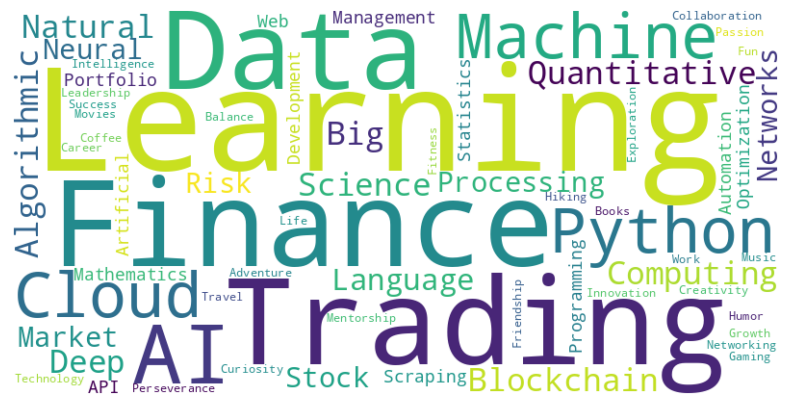 Natural
Web
Management
Collaboration
Data
Machine
Passion
Neural
Fun
Intelligence
Quantitative
Portfolio
Networks
Algorithmic
Learning
Leadership
Success
Movies
Balance
Development
Big
Statistics
Exploration
Coffee
Career
Fitness
Automation
Optimization
Artificial
Risk
Science
Processing
Finance
Hiking
Books
Life
Python
Mathematics
Adventure
Language
Programming
Work
Music
Computing
Cloud
Travel
Trading
Innovation
Creativity
Mentorship
Friendship
Humor
Market
AI
Growth
Networking
Deep
Gaming
Technology
API
Perseverance
Curiosity
Stock
Scraping
Blockchain